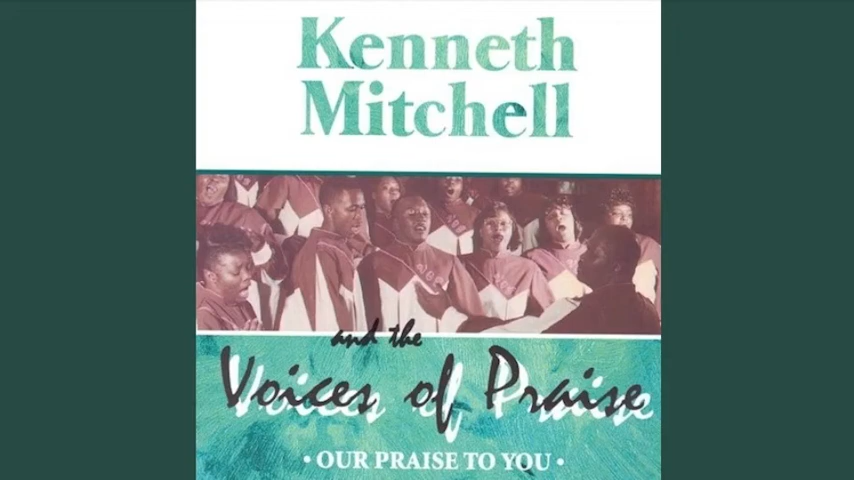 Kenneth
Mitchell
and the
Voices of Praise
• OUR PRAISE TO YOU •